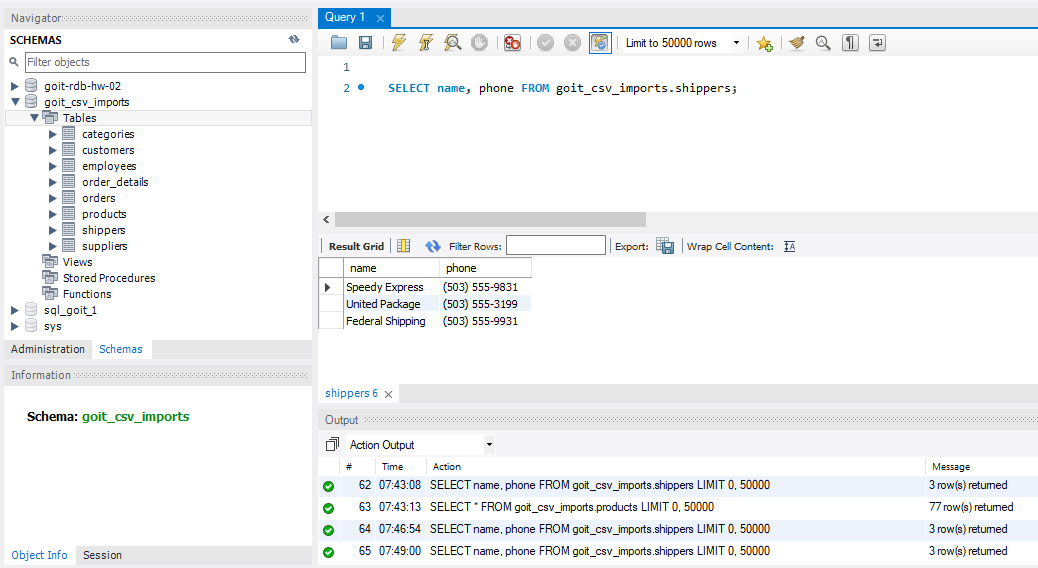 Navigator
SCHEMAS
Filter objects
goit-rdb-hw-02
goit_csv_imports
Tables
categories
customers
employees
order_details
orders
products
shippers
suppliers
Views
Stored Procedures
Functions
sql_goit_1
sys
Administration Schemas
Information
Schema: goit_csv_imports
Object Info Session
Query 1
Limit to 50000 rows
1
2 SELECT name, phone FROM goit_csv_imports.shippers;
Result Grid Filter Rows: Export: Wrap Cell Content:
name phone
Speedy Express (503) 555-9831
United Package (503) 555-3199
Federal Shipping (503) 555-9931
shippers 6
Output
Action Output
# Time Action Message
62 07:43:08 SELECT name, phone FROM goit_csv_imports.shippers LIMIT 0, 50000 3 row(s) returned
63 07:43:13 SELECT * FROM goit_csv_imports.products LIMIT 0, 50000 77 row(s) returned
64 07:46:54 SELECT name, phone FROM goit_csv_imports.shippers LIMIT 0, 50000 3 row(s) returned
65 07:49:00 SELECT name, phone FROM goit_csv_imports.shippers LIMIT 0, 50000 3 row(s) returned